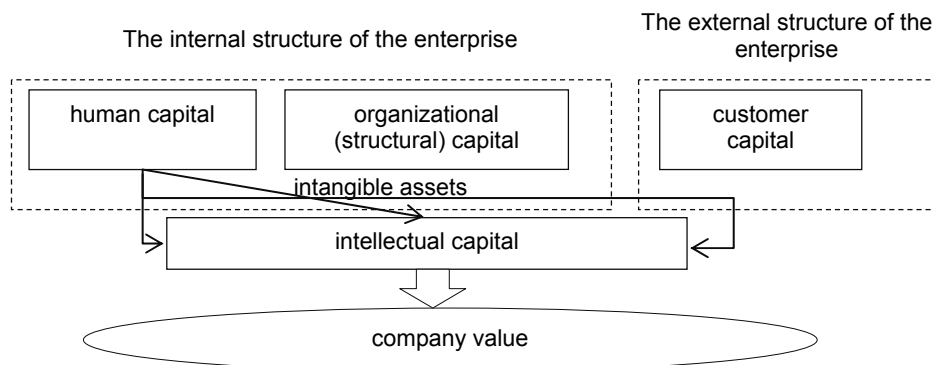 The internal structure of the enterprise
The external structure of the
enterprise
human capital
organizational
(structural) capital
customer
capital
intangible assets
intellectual capital
company value